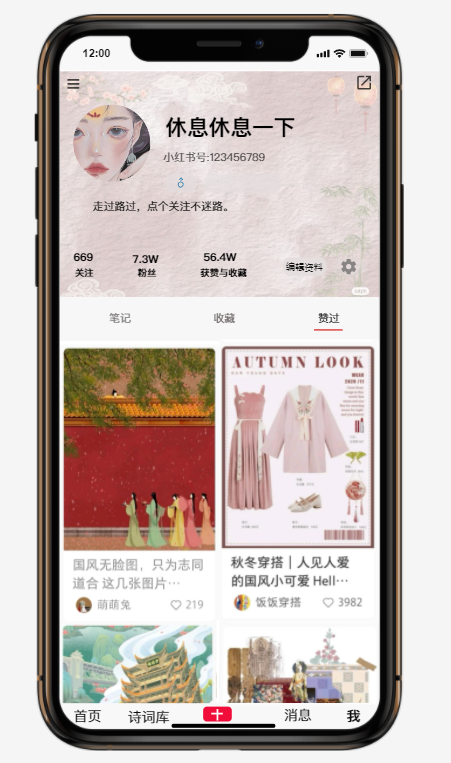 12:00
休息休息一下
小红书号:123456789
走过路过，点个关注不迷路。
669
关注
7.3W
粉丝
56.4W
获赞与收藏
编辑资料
笔记
收藏
赞过
AUTUMN LOOK
国风无脸图，只为志同
道合 这几张图片…
萌萌兔
219
秋冬穿搭｜人见人爱
的国风小可爱 Hell…
饭饭穿搭
3982
首页
诗词库
消息
我